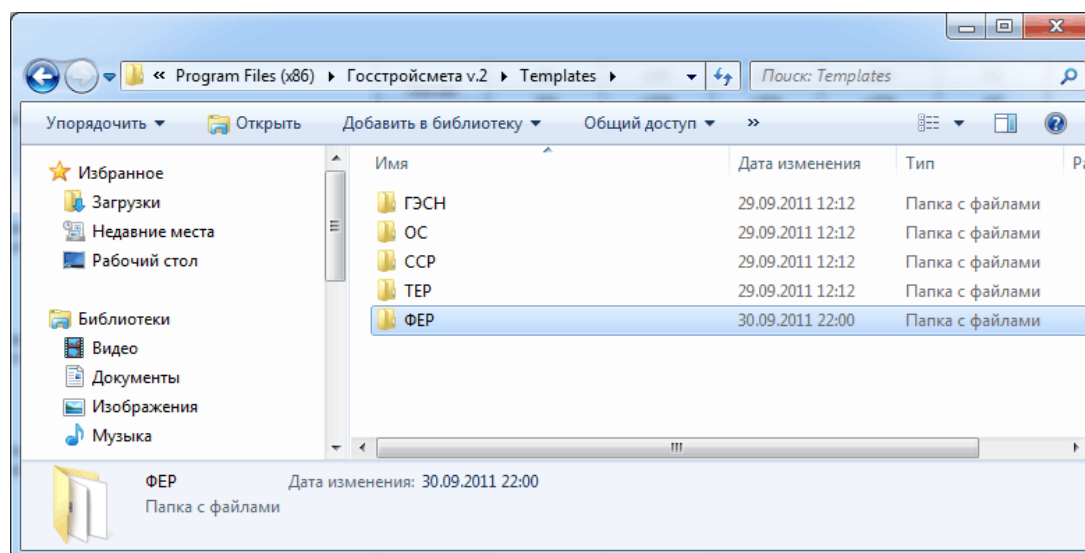 « Program Files (x86) ▸ Госстройсмета v.2 ▸ Templates ▸ Поиск: Templates
Упорядочить ▼ Открыть Добавить в библиотеку ▼ Общий доступ ▼ »
Имя Дата изменения Тип Ра
Избранное
Загрузки
Недавние места
Рабочий стол
Библиотеки
Видео
Документы
Изображения
Музыка
ГЭСН 29.09.2011 12:12 Папка с файлами
ОС 29.09.2011 12:12 Папка с файлами
ССР 29.09.2011 12:12 Папка с файлами
ТЕР 29.09.2011 12:12 Папка с файлами
ФЕР 30.09.2011 22:00 Папка с файлами
ФЕР Дата изменения: 30.09.2011 22:00
Папка с файлами